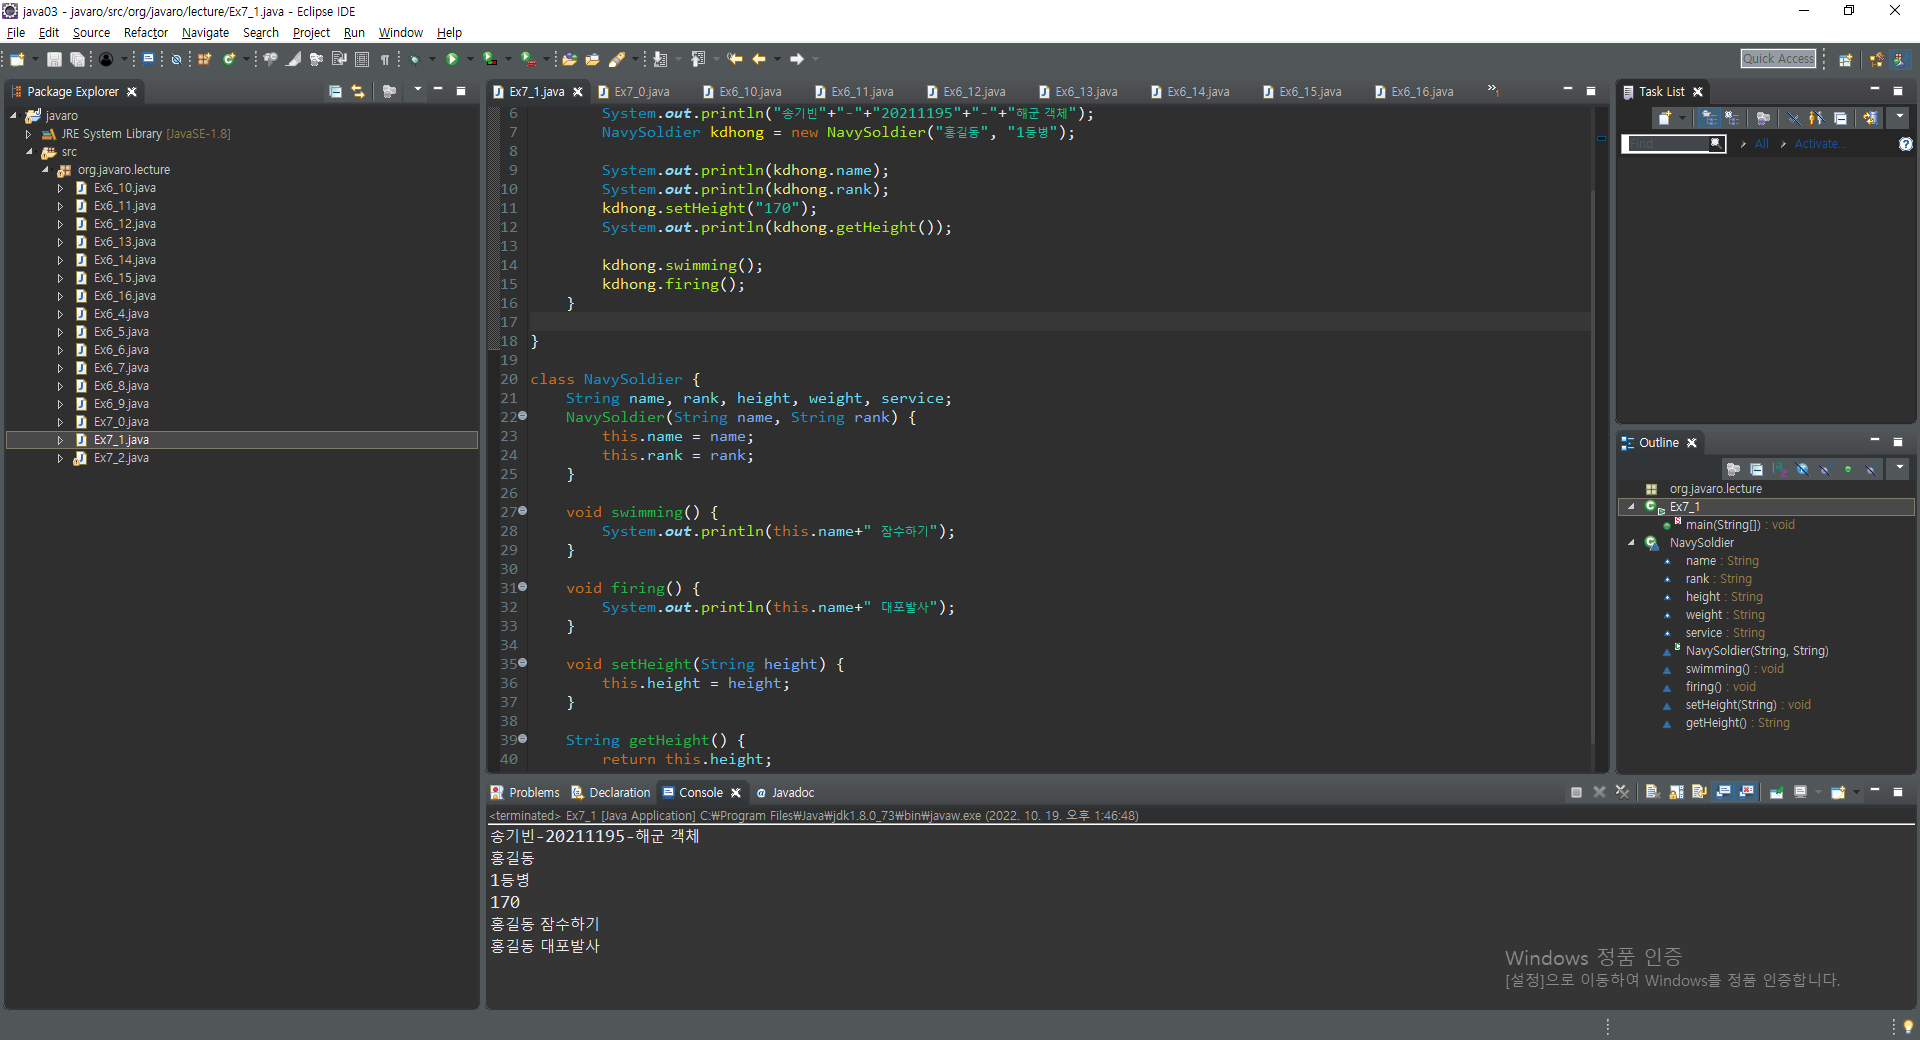 java03 - javaro/src/org/javaro/lecture/Ex7_1.java - Eclipse IDE
File Edit Source Refactor Navigate Search Project Run Window Help
Quick Access
Package Explorer
javaro
JRE System Library [JavaSE-1.8]
src
org.javaro.lecture
Ex6_10.java
Ex6_11.java
Ex6_12.java
Ex6_13.java
Ex6_14.java
Ex6_15.java
Ex6_16.java
Ex6_4.java
Ex6_5.java
Ex6_6.java
Ex6_7.java
Ex6_8.java
Ex6_9.java
Ex7_0.java
Ex7_1.java
Ex7_2.java
Ex7_1.java Ex7_0.java Ex6_10.java Ex6_11.java Ex6_12.java Ex6_13.java Ex6_14.java Ex6_15.java Ex6_16.java »1
6 System.out.println("송기빈"+"-"+"20211195"+"-"+"해군 객체");
7 NavySoldier kdhong = new NavySoldier("홍길동", "1등병");
8
9 System.out.println(kdhong.name);
10 System.out.println(kdhong.rank);
11 kdhong.setHeight("170");
12 System.out.println(kdhong.getHeight());
13
14 kdhong.swimming();
15 kdhong.firing();
16 }
17
18 }
19
20 class NavySoldier {
21 String name, rank, height, weight, service;
22 NavySoldier(String name, String rank) {
23 this.name = name;
24 this.rank = rank;
25 }
26
27 void swimming() {
28 System.out.println(this.name+" 잠수하기");
29 }
30
31 void firing() {
32 System.out.println(this.name+" 대포발사");
33 }
34
35 void setHeight(String height) {
36 this.height = height;
37 }
38
39 String getHeight() {
40 return this.height;
Task List
Find All Activate...
Outline
org.javaro.lecture
Ex7_1
main(String[]) : void
NavySoldier
name : String
rank : String
height : String
weight : String
service : String
NavySoldier(String, String)
swimming() : void
firing() : void
setHeight(String) : void
getHeight() : String
Problems Declaration Console Javadoc
<terminated> Ex7_1 [Java Application] C:₩Program Files₩Java₩jdk1.8.0_73₩bin₩javaw.exe (2022. 10. 19. 오후 1:46:48)
송기빈-20211195-해군 객체
홍길동
1등병
170
홍길동 잠수하기
홍길동 대포발사
Windows 정품 인증
[설정]으로 이동하여 Windows를 정품 인증합니다.